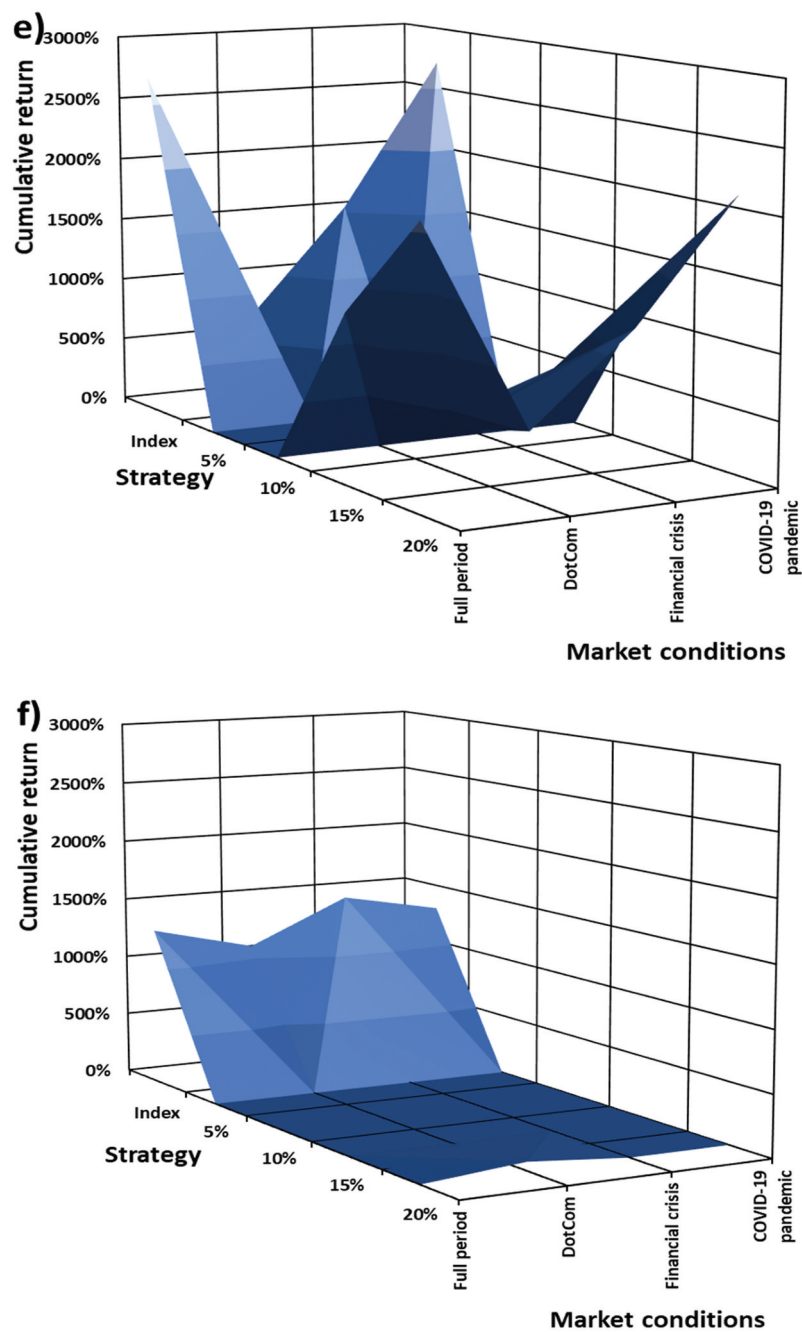 e)
Cumulative return
3000%
2500%
2000%
1500%
1000%
500%
0%
Index
5%
10%
15%
20%
Strategy
Full period
DotCom
Financial crisis
COVID-19
pandemic
Market conditions
f)
Cumulative return
3000%
2500%
2000%
1500%
1000%
500%
0%
Index
5%
10%
15%
20%
Strategy
Full period
DotCom
Financial crisis
COVID-19
pandemic
Market conditions